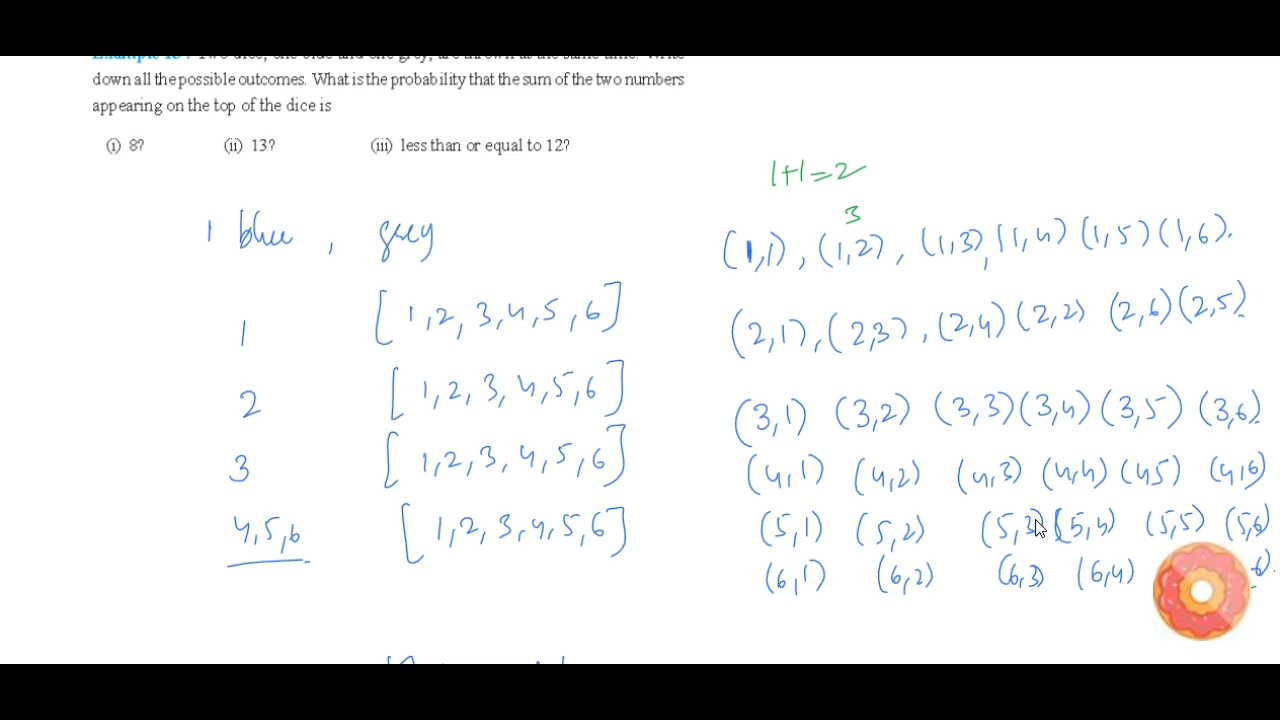 down all the possible outcomes. What is the probability that the sum of the two numbers
appearing on the top of the dice is
(i) 8? (ii) 13? (iii) less than or equal to 12?
1+1=2
3
1 blue , grey
(1,1) , (1,2) , (1,3) , (1,4) (1,5) (1,6).
1 [ 1,2,3,4,5,6 ]
(2,1) , (2,3) , (2,4) (2,2) (2,6) (2,5).
2 [ 1,2,3,4,5,6 ]
(3,1) (3,2) (3,3) (3,4) (3,5) (3,6).
3 [ 1,2,3,4,5,6 ]
(4,1) (4,2) (4,3) (4,4) (45) (4,6)
4,5,6 [ 1,2,3,4,5,6 ]
(5,1) (5,2) (5,3) (5,4) (5,5) (5,6)
(6,1) (6,2) (6,3) (6,4) 6).